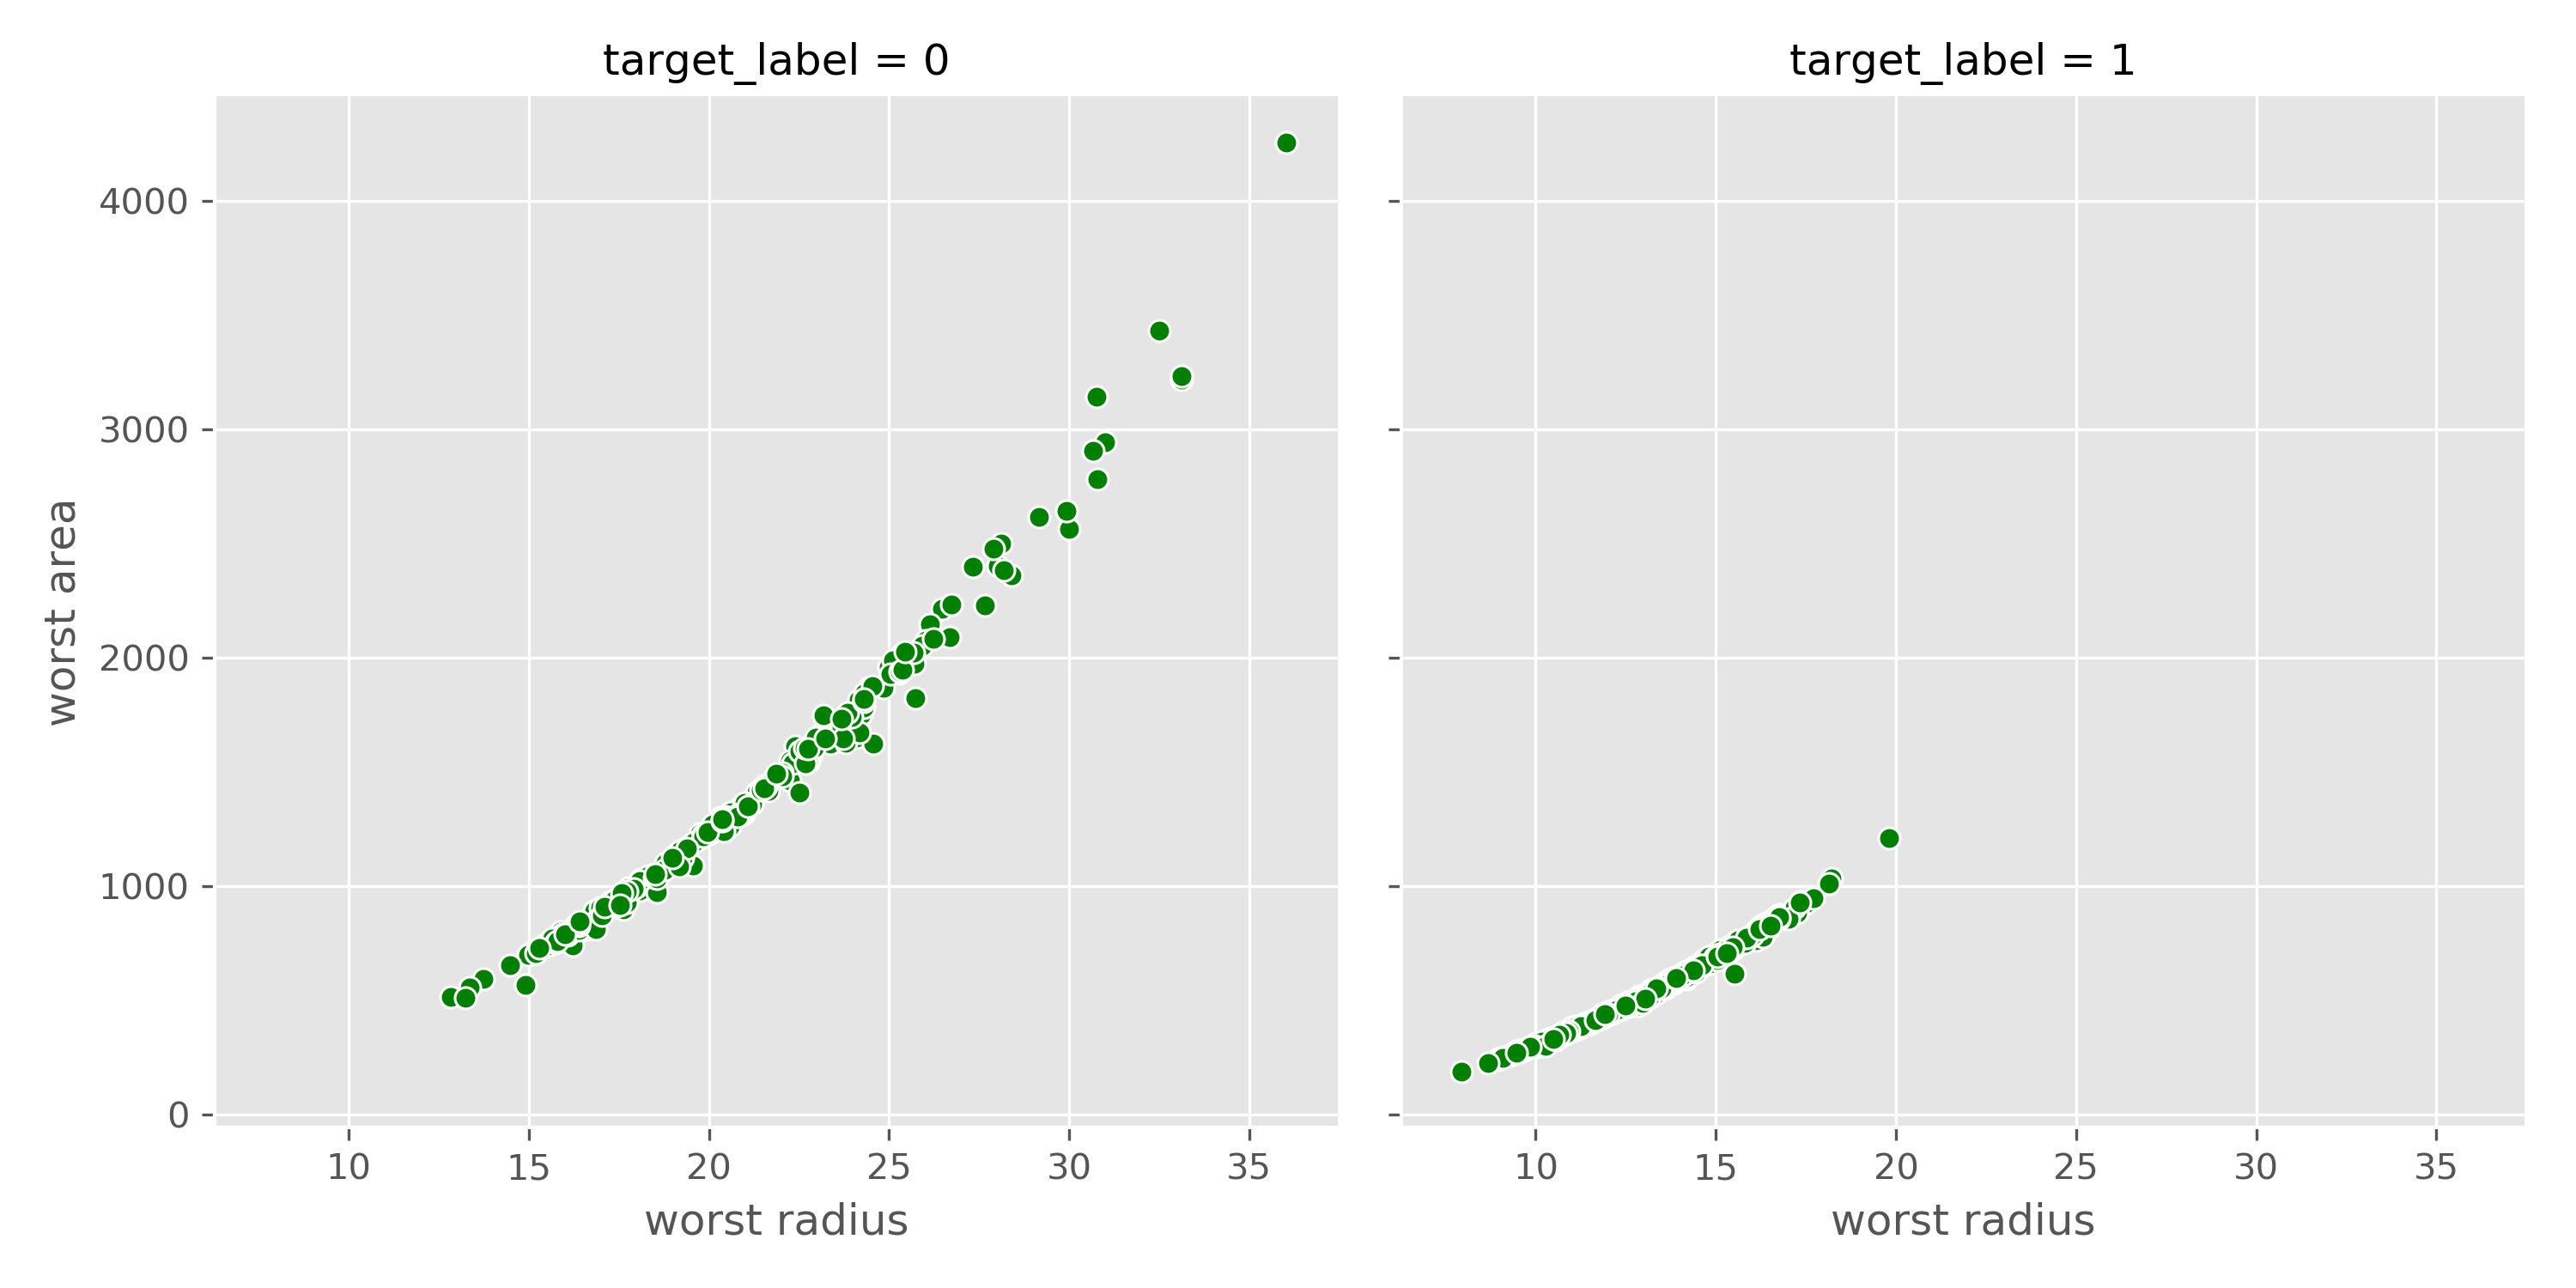 target_label = 0
target_label = 1
4000
3000
2000
1000
0
worst area
10 15 20 25 30 35
10 15 20 25 30 35
worst radius
worst radius